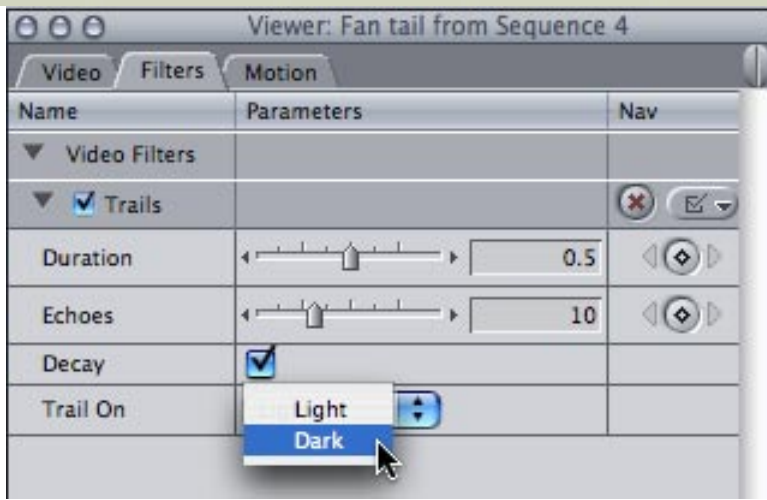 Viewer: Fan tail from Sequence 4
Video Filters Motion
Name Parameters Nav
Video Filters
Trails
Duration 0.5
Echoes 10
Decay
Trail On Light
Dark